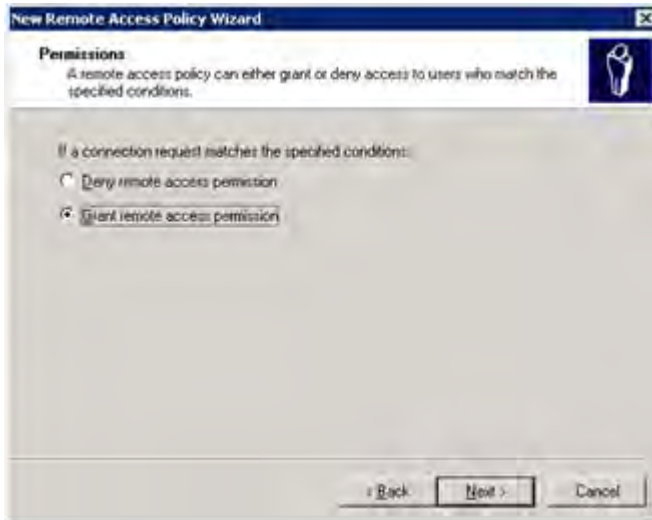 New Remote Access Policy Wizard
Permissions
A remote access policy can either grant or deny access to users who match the
specified conditions.
If a connection request matches the specified conditions:
Deny remote access permission
Grant remote access permission
< Back
Next >
Cancel